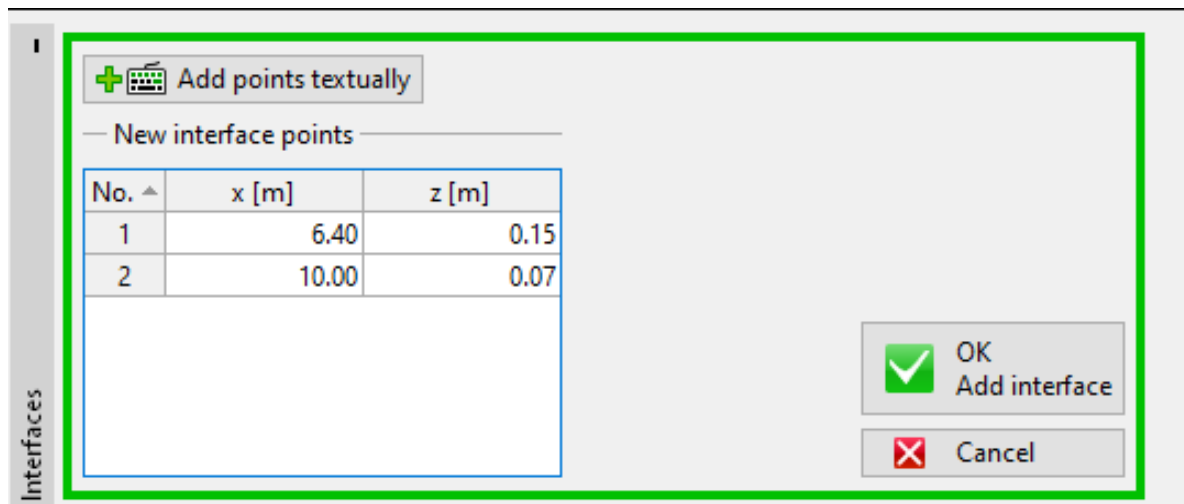 Add points textually
New interface points
No. x [m] z [m]
1 6.40 0.15
2 10.00 0.07
OK
Add interface
Cancel
Interfaces